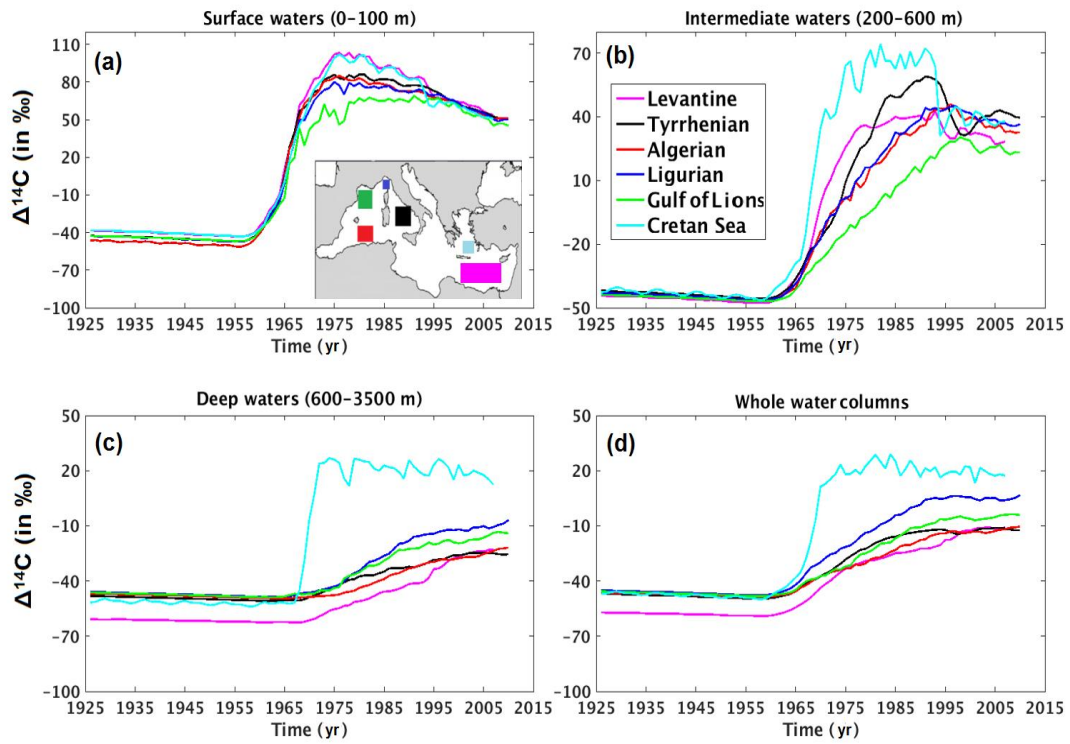 Surface waters (0-100 m)
(a)
Δ¹⁴C (in ‰)
110
80
50
20
-10
-40
-70
-100
1925 1935 1945 1955 1965 1975 1985 1995 2005 2015
Time (yr)
Intermediate waters (200-600 m)
(b)
70
40
10
-20
-50
Levantine
Tyrrhenian
Algerian
Ligurian
Gulf of Lions
Cretan Sea
1925 1935 1945 1955 1965 1975 1985 1995 2005 2015
Time (yr)
Deep waters (600-3500 m)
(c)
Δ¹⁴C (in ‰)
50
20
-10
-40
-70
-100
1925 1935 1945 1955 1965 1975 1985 1995 2005 2015
Time (yr)
Whole water columns
(d)
50
20
-10
-40
-70
-100
1925 1935 1945 1955 1965 1975 1985 1995 2005 2015
Time (yr)